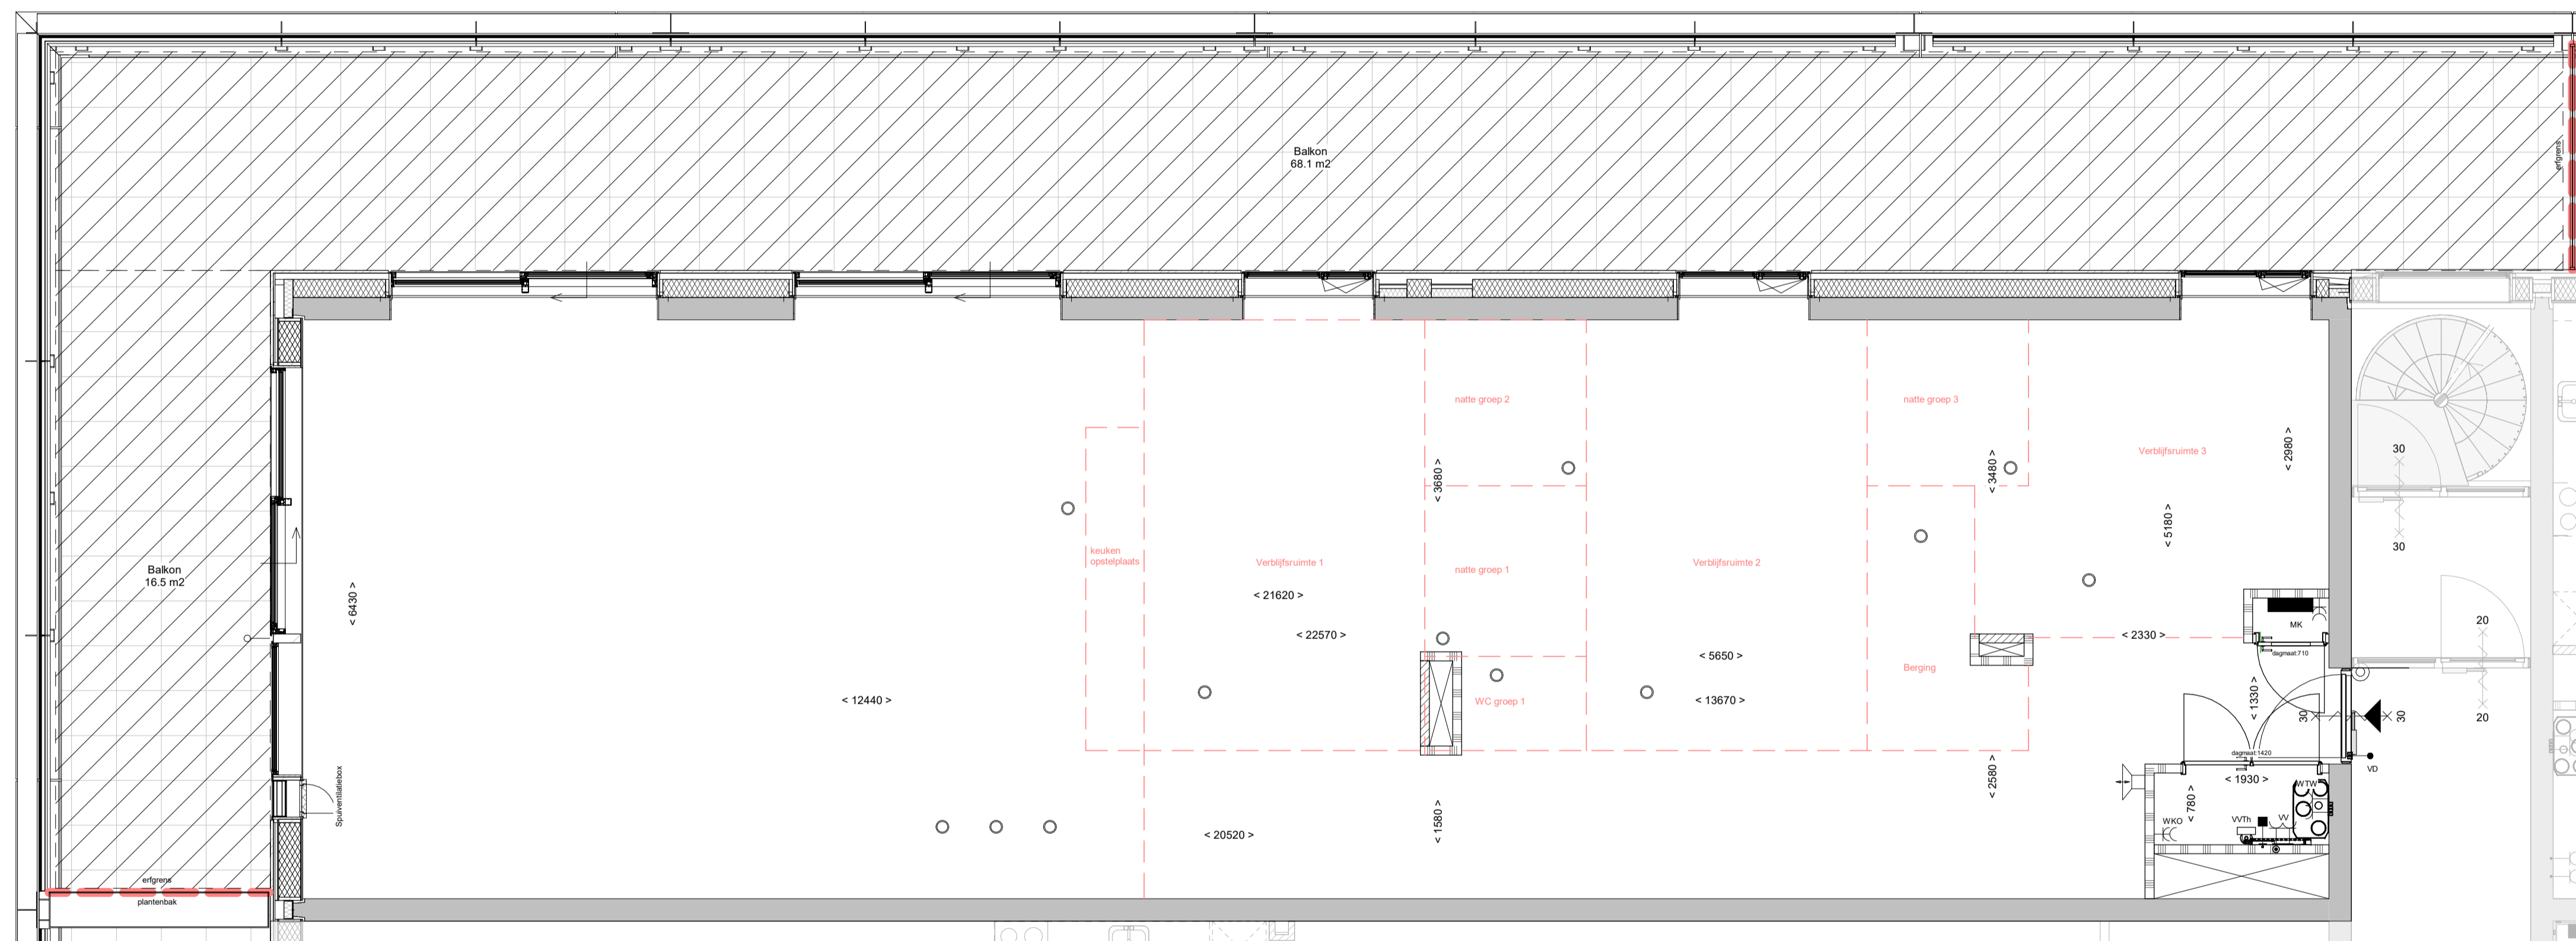 Balkon
68.1 m2
erfgrens
natte groep 2
natte groep 3
Verblijfsruimte 3
< 2980 >
30
< 3680 >
< 3480 >
30
< 5180 >
keuken
opstelplaats
Verblijfsruimte 1
natte groep 1
Verblijfsruimte 2
Balkon
16.5 m2
< 6430 >
< 21620 >
< 22570 >
< 5650 >
< 2330 >
MK
20
dagmaat:710
Berging
< 12440 >
WC groep 1
< 13670 >
< 1330 >
30
30
20
dagmaat:1420
VD
Spuiventilatiebox
< 2580 >
< 1930 >
WTW
< 780 >
< 20520 >
< 1580 >
WKO
VVTh
VV
erfgrens
plantenbak